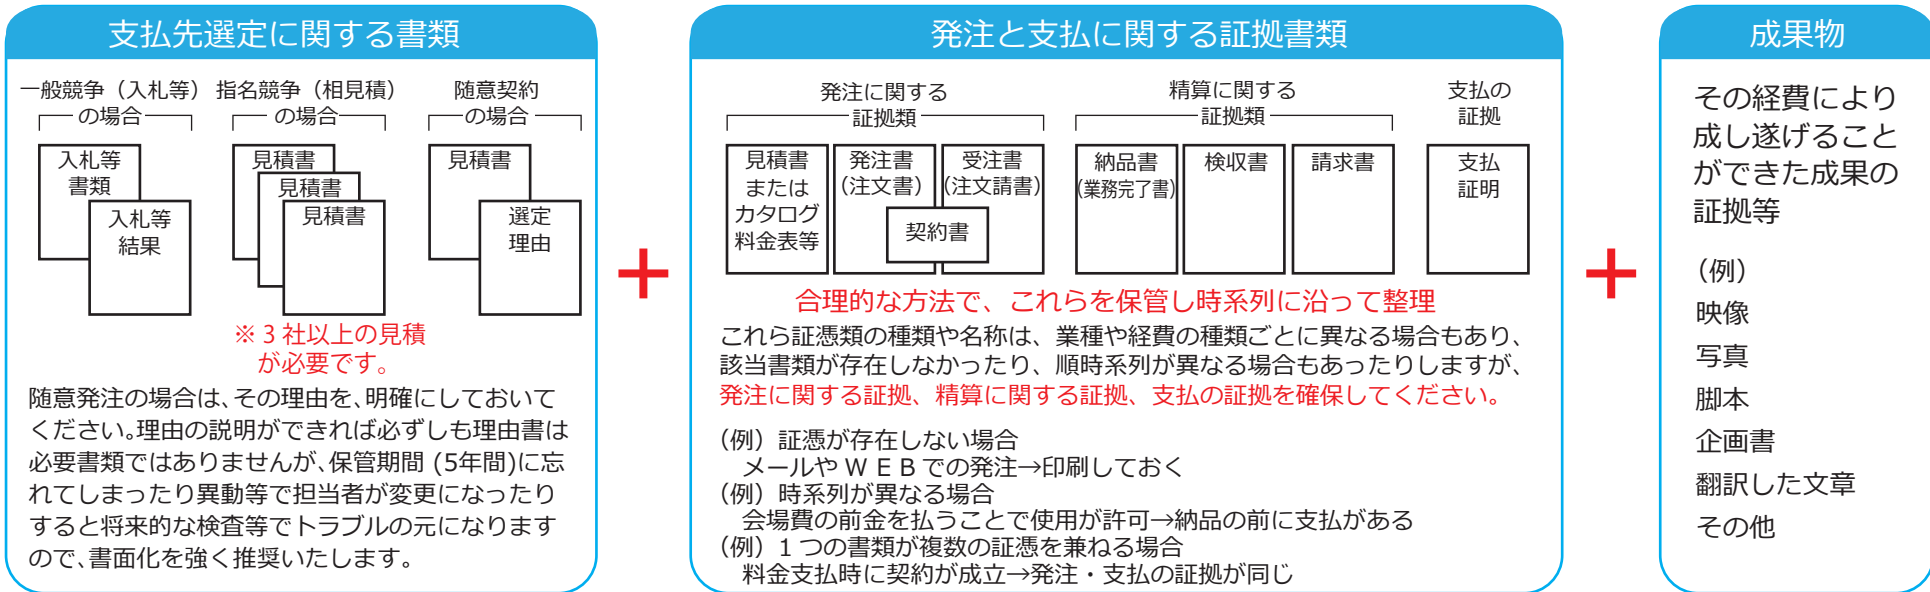 支払先選定に関する書類
一般競争（入札等）
の場合
指名競争（相見積）
の場合
随意契約
の場合
入札等
書類
入札等
結果
見積書
見積書
見積書
見積書
選定
理由
※３社以上の見積
が必要です。
随意発注の場合は、その理由を、明確にしておいて
ください。理由の説明ができれば必ずしも理由書は
必要書類ではありませんが、保管期間 (5年間)に忘
れてしまったり異動等で担当者が変更になったり
すると将来的な検査等でトラブルの元になります
ので、書面化を強く推奨いたします。
+
発注と支払に関する証拠書類
発注に関する
証拠類
精算に関する
証拠類
支払の
証拠
見積書
または
カタログ
料金表等
発注書
(注文書)
受注書
(注文請書)
契約書
納品書
(業務完了書)
検収書
請求書
支払
証明
合理的な方法で、これらを保管し時系列に沿って整理
これら証憑類の種類や名称は、業種や経費の種類ごとに異なる場合もあり、
該当書類が存在しなかったり、順時系列が異なる場合もあったりしますが、
発注に関する証拠、精算に関する証拠、支払の証拠を確保してください。
（例）証憑が存在しない場合
メールやＷＥＢでの発注→印刷しておく
（例）時系列が異なる場合
会場費の前金を払うことで使用が許可→納品の前に支払がある
（例）１つの書類が複数の証憑を兼ねる場合
料金支払時に契約が成立→発注・支払の証拠が同じ
+
成果物
その経費により
成し遂げること
ができた成果の
証拠等
（例）
映像
写真
脚本
企画書
翻訳した文章
その他